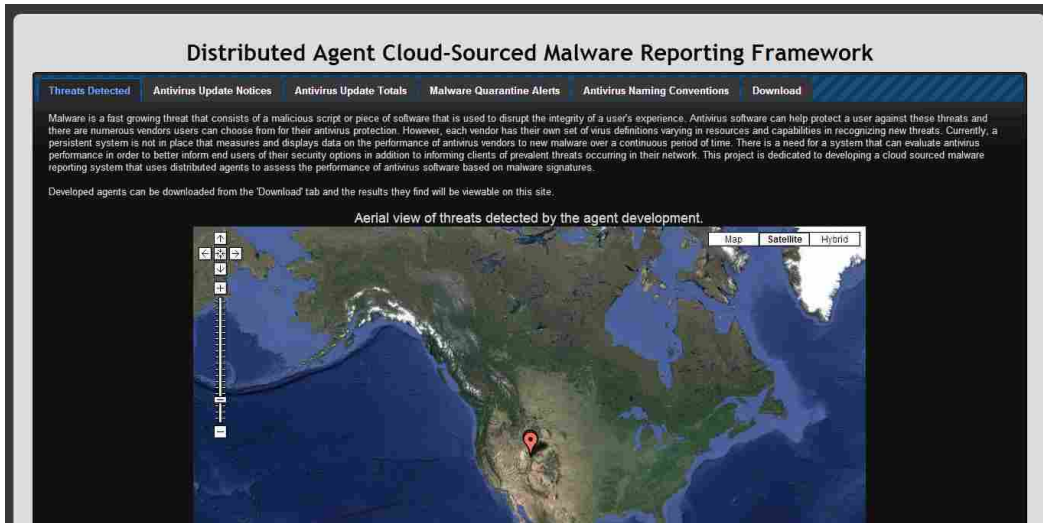 Distributed Agent Cloud-Sourced Malware Reporting Framework
Threats Detected Antivirus Update Notices Antivirus Update Totals Malware Quarantine Alerts Antivirus Naming Conventions Download
Malware is a fast growing threat that consists of a malicious script or piece of software that is used to disrupt the integrity of a user's experience. Antivirus software can help protect a user against these threats and
there are numerous vendors users can choose from for their antivirus protection. However, each vendor has their own set of virus definitions varying in resources and capabilities in recognizing new threats. Currently, a
persistent system is not in place that measures and displays data on the performance of antivirus vendors to new malware over a continuous period of time. There is a need for a system that can evaluate antivirus
performance in order to better inform end users of their security options in addition to informing clients of prevalent threats occurring in their network. This project is dedicated to developing a cloud sourced malware
reporting system that uses distributed agents to assess the performance of antivirus software based on malware signatures.
Developed agents can be downloaded from the 'Download' tab and the results they find will be viewable on this site.
Aerial view of threats detected by the agent development.
Map Satellite Hybrid